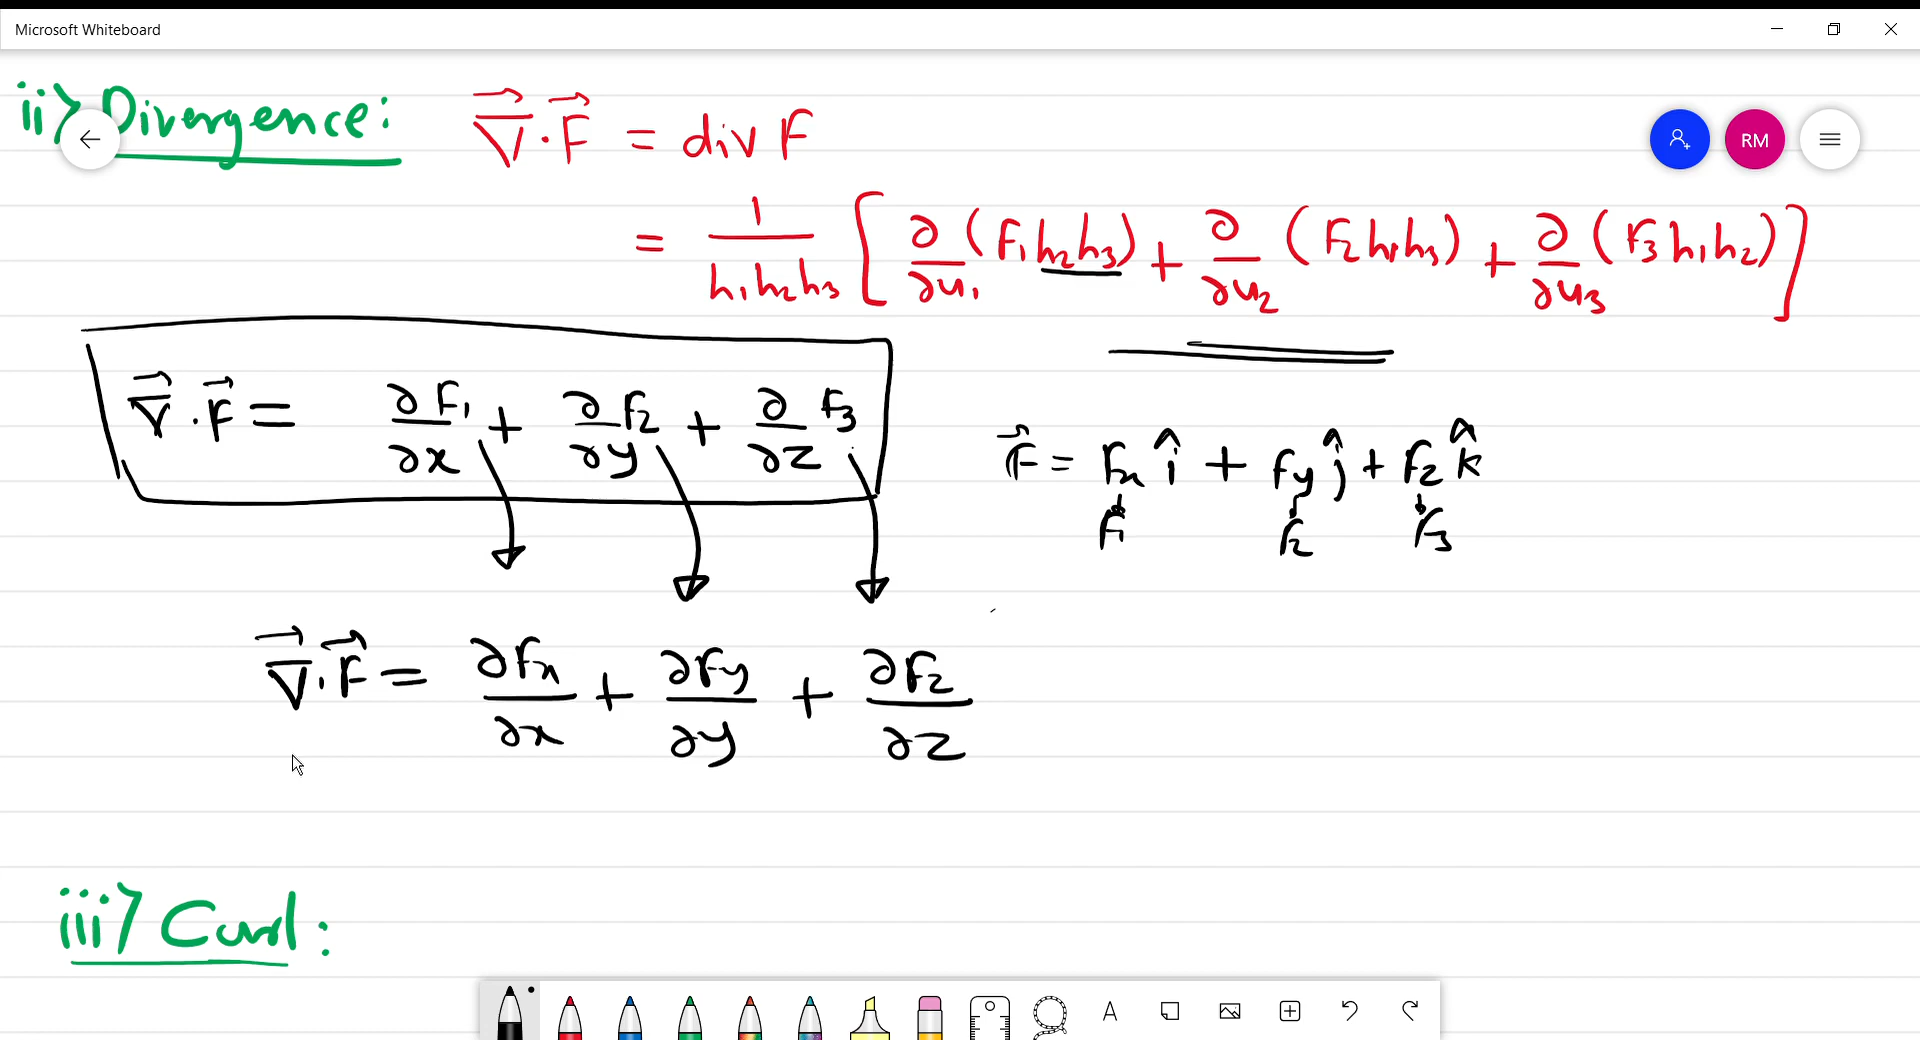 Microsoft Whiteboard
ii) Divergence: ∇⃗·F⃗ = div F
RM
= 1/(h₁h₂h₃) [ ∂/∂u₁ (F₁h₂h₃) + ∂/∂u₂ (F₂h₁h₃) + ∂/∂u₃ (F₃h₁h₂) ]
∇⃗·F⃗ = ∂F₁/∂x + ∂F₂/∂y + ∂F₃/∂z
F⃗ = Fx î + Fy ĵ + Fz k̂
F₁ F₂ F₃
∇⃗·F⃗ = ∂Fx/∂x + ∂Fy/∂y + ∂Fz/∂z
iii) Curl:
A